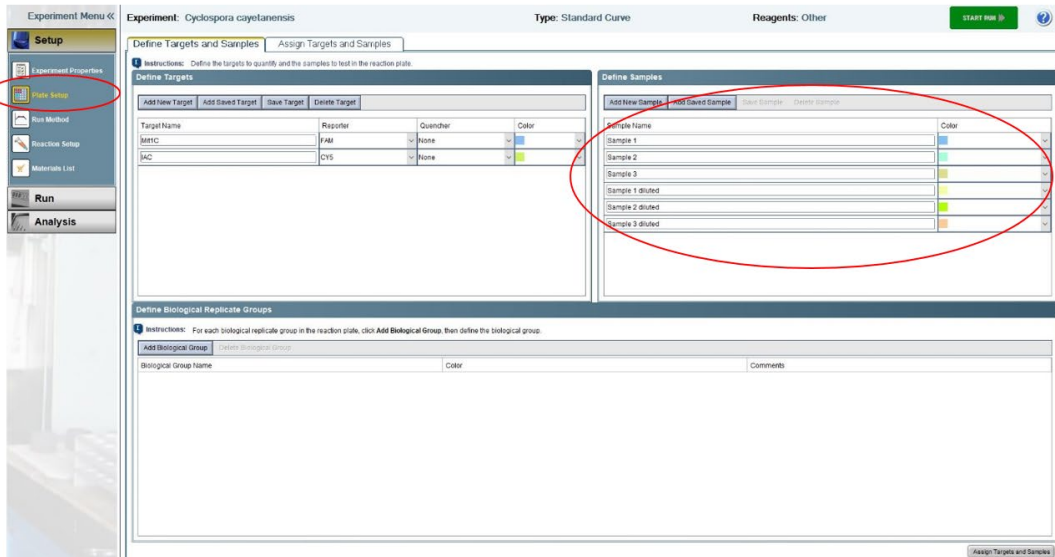 Experiment Menu «
Experiment: Cyclospora cayetanensis
Type: Standard Curve
Reagents: Other
START RUN
?
Setup
Experiment Properties
Plate Setup
Run Method
Reaction Setup
Materials List
Run
Analysis
Define Targets and Samples
Assign Targets and Samples
Instructions: Define the targets to quantify and the samples to test in the reaction plate.
Define Targets
Add New Target Add Saved Target Save Target Delete Target
Target Name Reporter Quencher Color
Mit1C FAM None
IAC CY5 None
Define Samples
Add New Sample Add Saved Sample Save Sample Delete Sample
Sample Name Color
Sample 1
Sample 2
Sample 3
Sample 1 diluted
Sample 2 diluted
Sample 3 diluted
Define Biological Replicate Groups
Instructions: For each biological replicate group in the reaction plate, click Add Biological Group, then define the biological group.
Add Biological Group Delete Biological Group
Biological Group Name Color Comments
Assign Targets and Samples